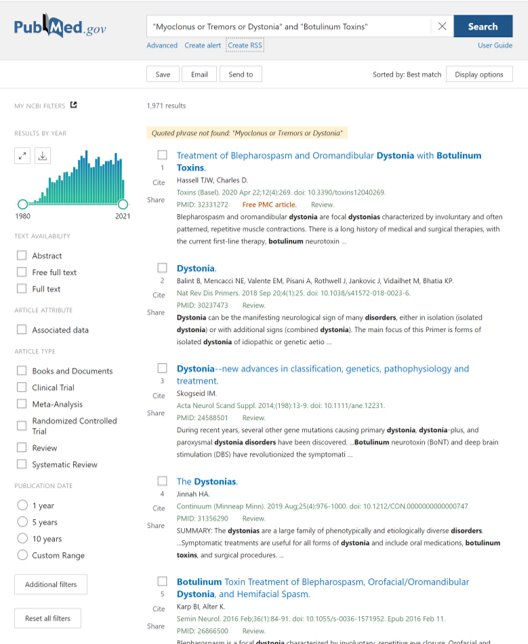 PubMed.gov
"Myoclonus or Tremors or Dystonia" and "Botulinum Toxins"
Search
Advanced Create alert Create RSS
User Guide
Save Email Send to
Sorted by: Best match Display options
MY NCBI FILTERS
1,971 results
RESULTS BY YEAR
1980 2021
TEXT AVAILABILITY
Abstract
Free full text
Full text
ARTICLE ATTRIBUTE
Associated data
ARTICLE TYPE
Books and Documents
Clinical Trial
Meta-Analysis
Randomized Controlled
Trial
Review
Systematic Review
PUBLICATION DATE
1 year
5 years
10 years
Custom Range
Additional filters
Reset all filters
Quoted phrase not found: "Myoclonus or Tremors or Dystonia"
1
Cite
Share
Treatment of Blepharospasm and Oromandibular Dystonia with Botulinum
Toxins.
Hassell TJW, Charles D.
Toxins (Basel). 2020 Apr 22;12(4):269. doi: 10.3390/toxins12040269.
PMID: 32331272 Free PMC article. Review.
Blepharospasm and oromandibular dystonia are focal dystonias characterized by involuntary and often
patterned, repetitive muscle contractions. There is a long history of medical and surgical therapies, with
the current first-line therapy, botulinum neurotoxin ...
2
Cite
Share
Dystonia.
Balint B, Mencacci NE, Valente EM, Pisani A, Rothwell J, Jankovic J, Vidailhet M, Bhatia KP.
Nat Rev Dis Primers. 2018 Sep 20;4(1):25. doi: 10.1038/s41572-018-0023-6.
PMID: 30237473 Review.
Dystonia can be the manifesting neurological sign of many disorders, either in isolation (isolated
dystonia) or with additional signs (combined dystonia). The main focus of this Primer is forms of
isolated dystonia of idiopathic or genetic aetio ...
3
Cite
Share
Dystonia--new advances in classification, genetics, pathophysiology and
treatment.
Skogseid IM.
Acta Neurol Scand Suppl. 2014;(198):13-9. doi: 10.1111/ane.12231.
PMID: 24588501 Review.
During recent years, several other gene mutations causing primary dystonia, dystonia-plus, and
paroxysmal dystonia disorders have been discovered. ..Botulinum neurotoxin (BoNT) and deep brain
stimulation (DBS) have revolutionized the symptomati ...
4
Cite
Share
The Dystonias.
Jinnah HA.
Continuum (Minneap Minn). 2019 Aug;25(4):976-1000. doi: 10.1212/CON.0000000000000747.
PMID: 31356290 Review.
SUMMARY: The dystonias are a large family of phenotypically and etiologically diverse disorders.
...Symptomatic treatments are useful for all forms of dystonia and include oral medications, botulinum
toxins, and surgical procedures. ...
5
Cite
Share
Botulinum Toxin Treatment of Blepharospasm, Orofacial/Oromandibular
Dystonia, and Hemifacial Spasm.
Karp BI, Alter K.
Semin Neurol. 2016 Feb;36(1):84-91. doi: 10.1055/s-0036-1571952. Epub 2016 Feb 11.
PMID: 26866500 Review.
Blepharospasm is a focal dystonia characterized by involuntary, repetitive eye closure. Orofacial and